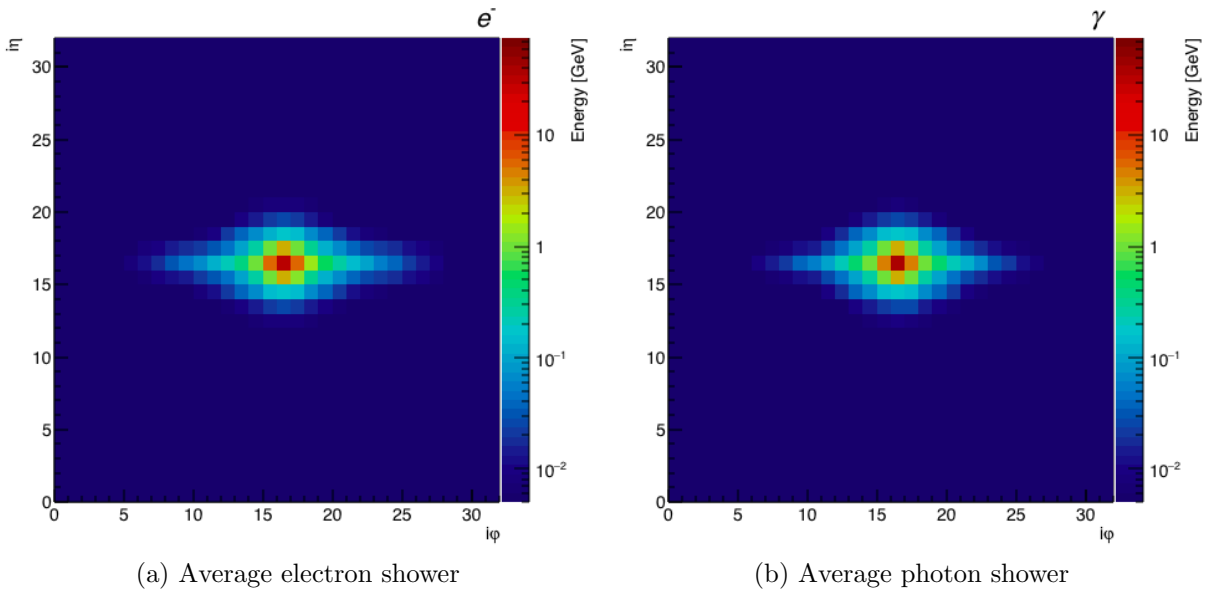 e⁻
iη
30
25
20
15
10
5
0
0 5 10 15 20 25 30
iφ
Energy [GeV]
10
1
10⁻¹
10⁻²
(a) Average electron shower
γ
iη
30
25
20
15
10
5
0
0 5 10 15 20 25 30
iφ
Energy [GeV]
10
1
10⁻¹
10⁻²
(b) Average photon shower